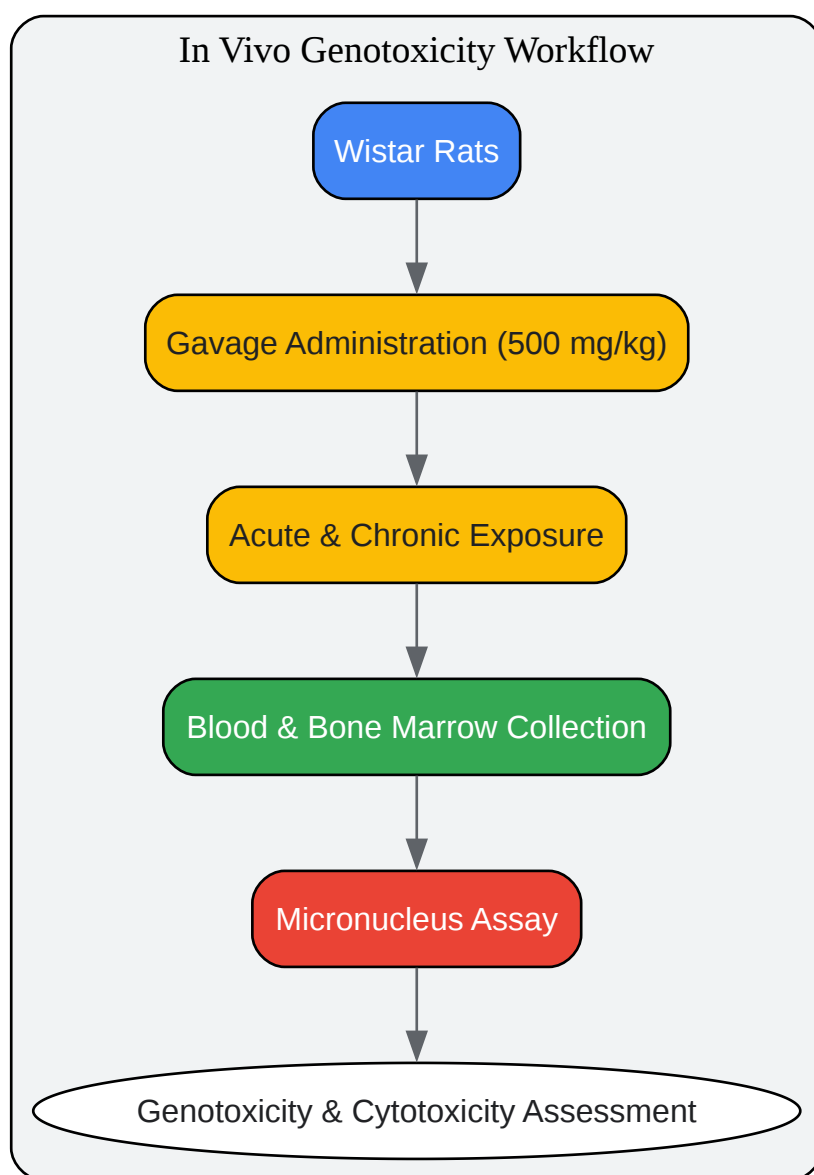 In Vivo Genotoxicity Workflow
Wistar Rats
Gavage Administration (500 mg/kg)
Acute & Chronic Exposure
Blood & Bone Marrow Collection
Micronucleus Assay
Genotoxicity & Cytotoxicity Assessment